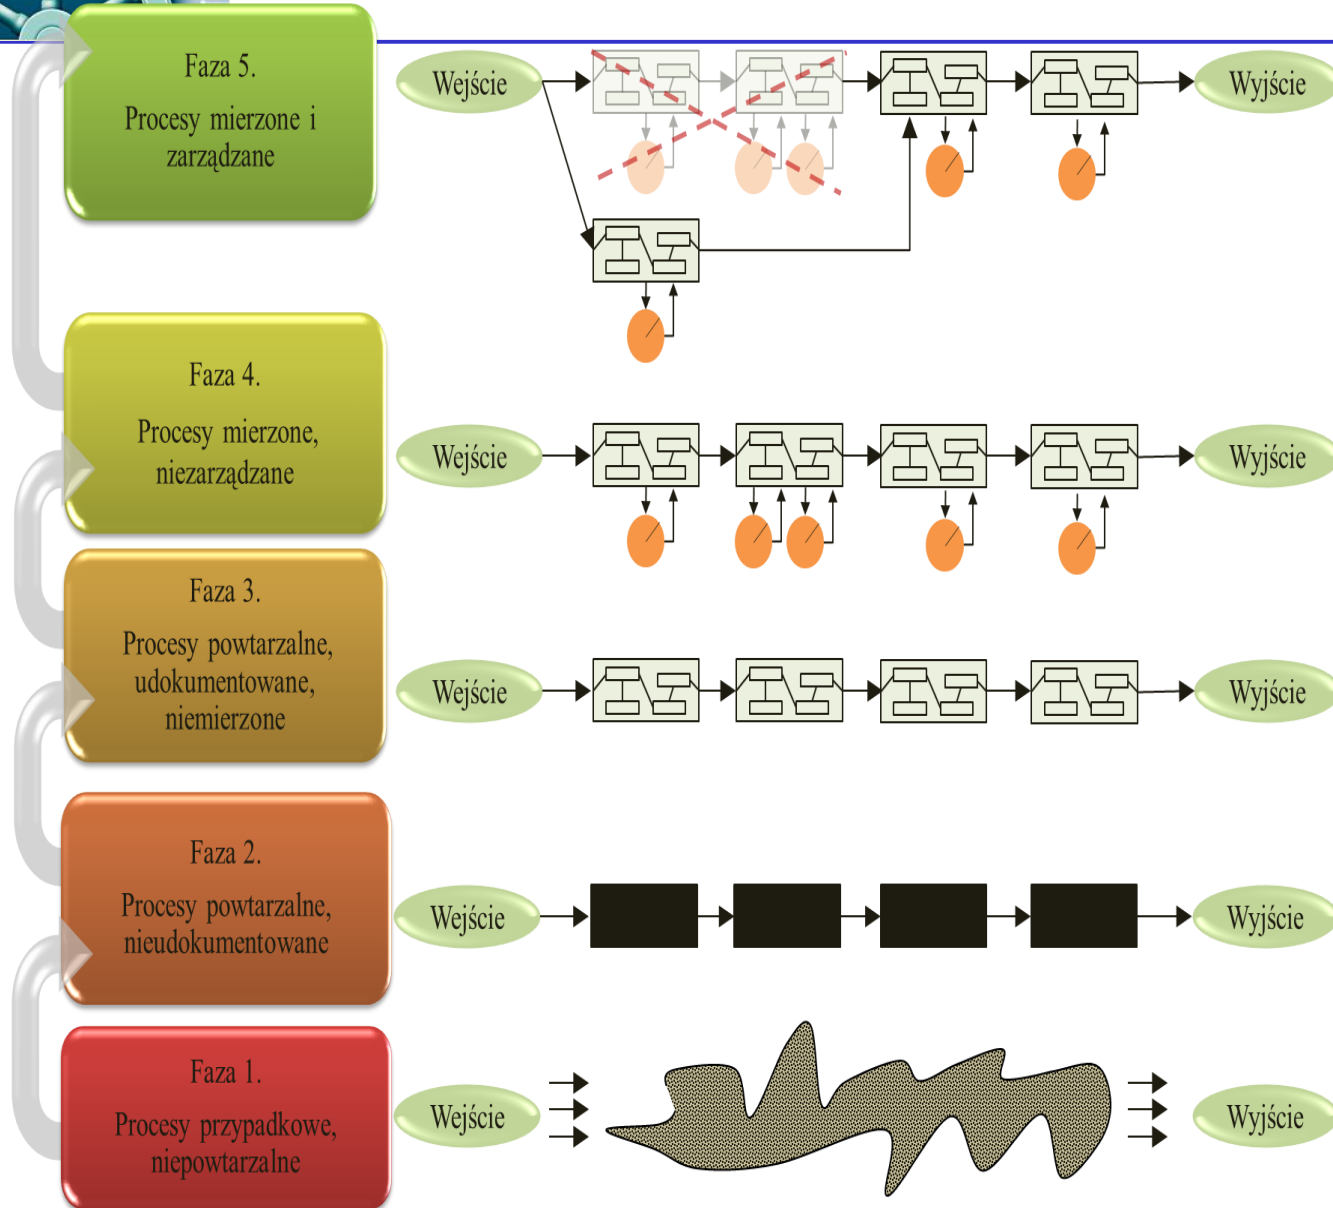 Faza 5.
Procesy mierzone i
zarządzane
Wejście
Wyjście
Faza 4.
Procesy mierzone,
niezarządzane
Wejście
Wyjście
Faza 3.
Procesy powtarzalne,
udokumentowane,
niemierzone
Wejście
Wyjście
Faza 2.
Procesy powtarzalne,
nieudokumentowane
Wejście
Wyjście
Faza 1.
Procesy przypadkowe,
niepowtarzalne
Wejście
Wyjście